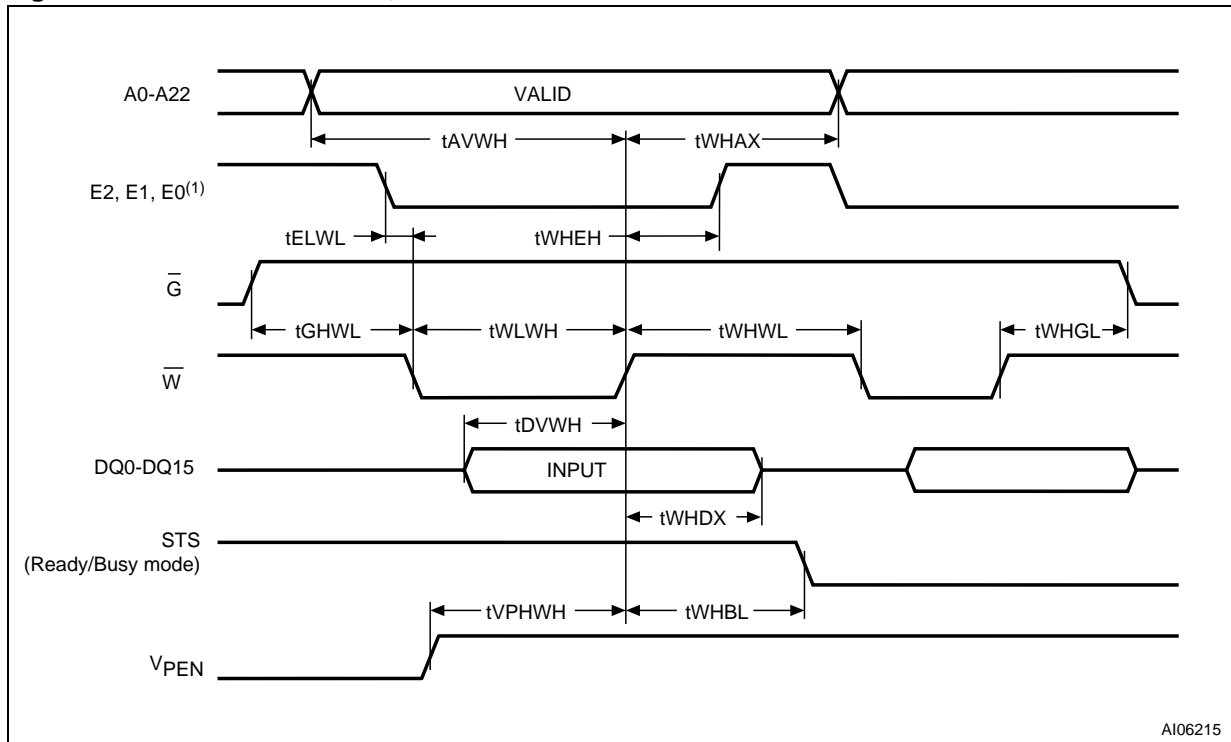 A0-A22
VALID
tAVWH
tWHAX
E2, E1, E0(1)
tELWL
tWHEH
G
tGHWL
tWLWH
tWHWL
tWHGL
W
tDVWH
DQ0-DQ15
INPUT
tWHDX
STS
(Ready/Busy mode)
tVPHWH
tWHBL
VPEN
AI06215